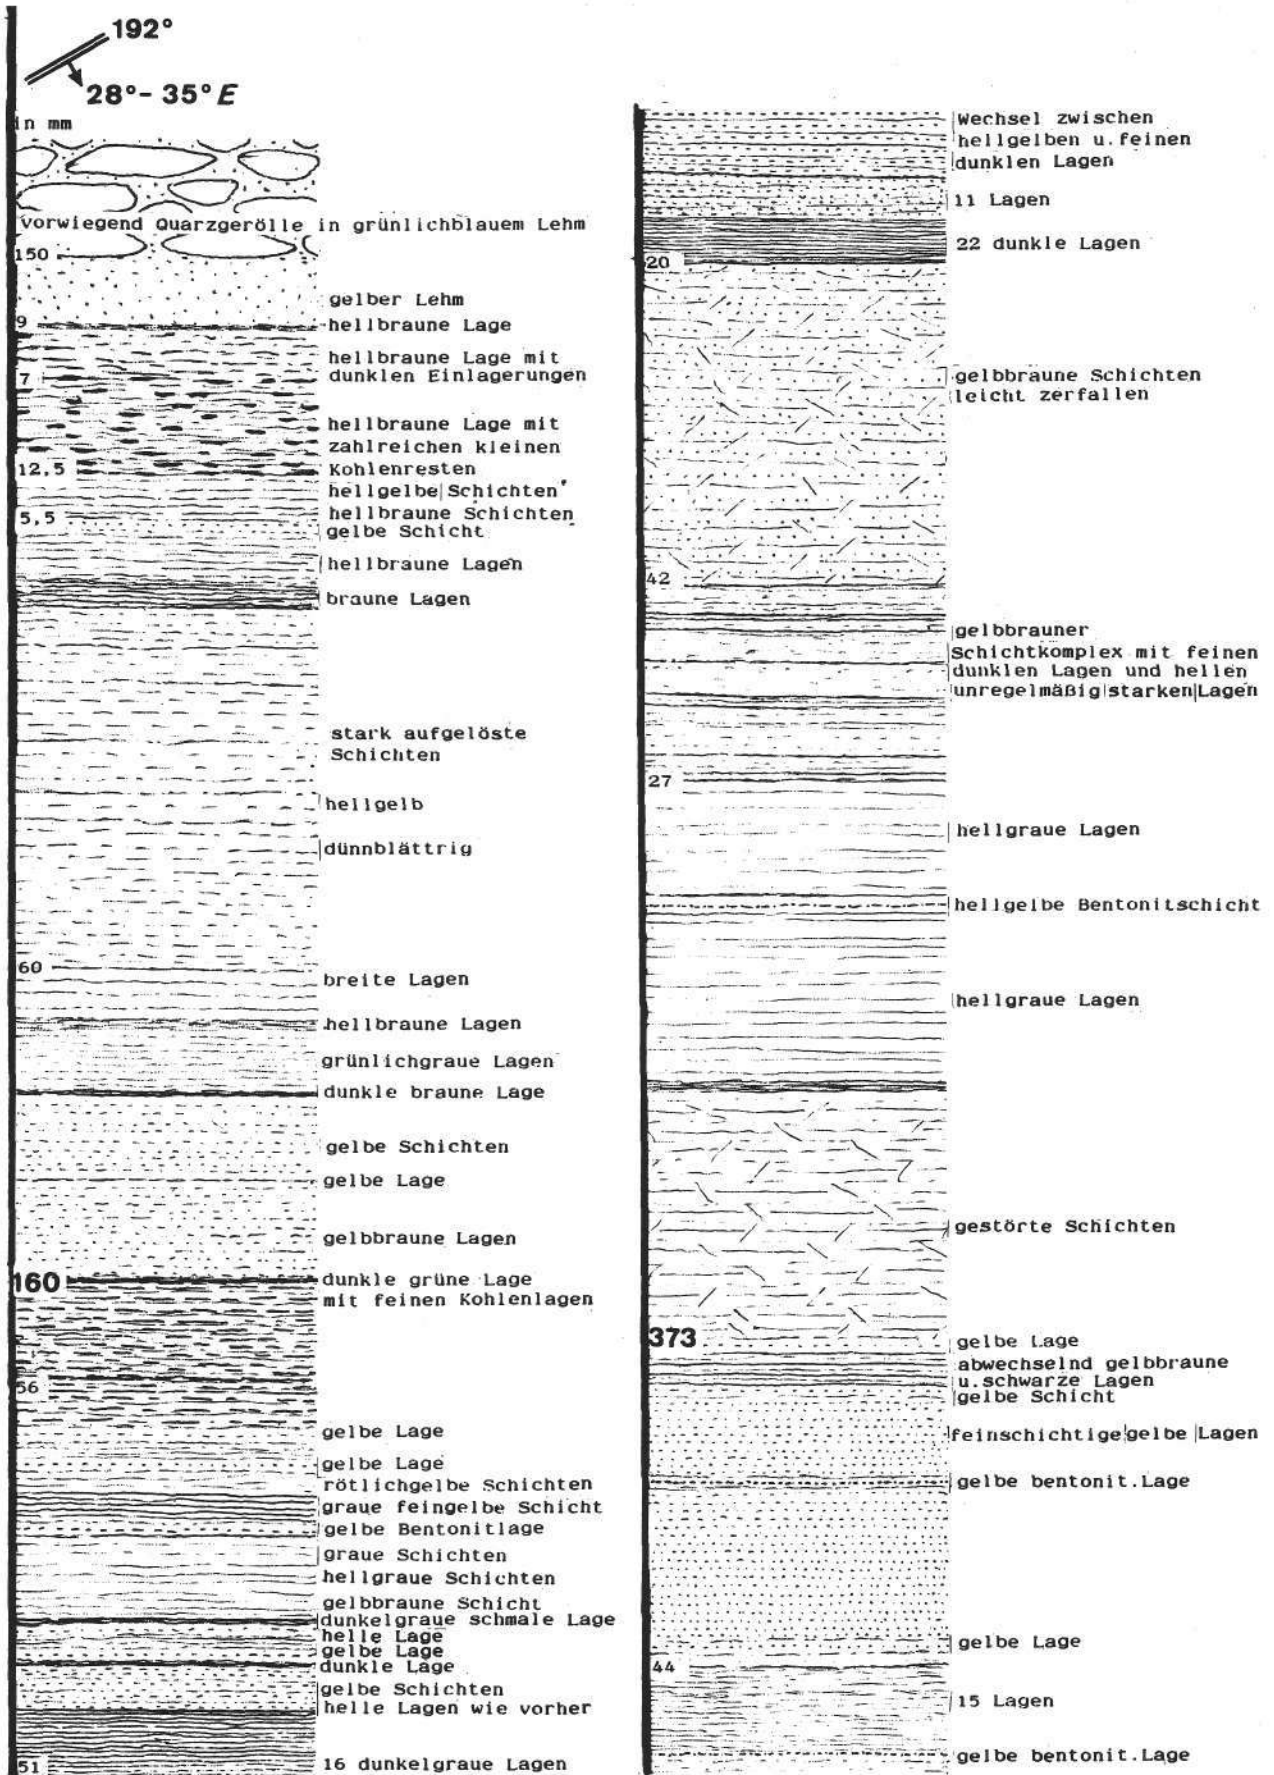 192°
28°- 35° E
in mm
vorwiegend Quarzgerölle in grünlichblauem Lehm
150
gelber Lehm
9 hellbraune Lage
hellbraune Lage mit
7 dunklen Einlagerungen
hellbraune Lage mit
zahlreichen kleinen
12,5 Kohlenresten
hellgelbe Schichten
5,5 hellbraune Schichten
gelbe Schicht
hellbraune Lagen
braune Lagen
stark aufgelöste
Schichten
hellgelb
dünnblättrig
60
breite Lagen
hellbraune Lagen
grünlichgraue Lagen
dunkle braune Lage
gelbe Schichten
gelbe Lage
gelbbraune Lagen
160 dunkle grüne Lage
mit feinen Kohlenlagen
56
gelbe Lage
gelbe Lage
rötlichgelbe Schichten
graue feingelbe Schicht
gelbe Bentonitlage
graue Schichten
hellgraue Schichten
gelbbraune Schicht
dunkelgraue schmale Lage
helle Lage
gelbe Lage
dunkle Lage
gelbe Schichten
helle Lagen wie vorher
51 16 dunkelgraue Lagen
Wechsel zwischen
hellgelben u.feinen
dunklen Lagen
11 Lagen
22 dunkle Lagen
20
gelbbraune Schichten
leicht zerfallen
42
gelbbrauner
Schichtkomplex mit feinen
dunklen Lagen und hellen
unregelmäßig starken Lagen
27
hellgraue Lagen
hellgelbe Bentonitschicht
hellgraue Lagen
gestörte Schichten
373 gelbe Lage
abwechselnd gelbbraune
u.schwarze Lagen
gelbe Schicht
feinschichtige gelbe Lagen
gelbe bentonit.Lage
gelbe Lage
44
15 Lagen
gelbe bentonit.Lage